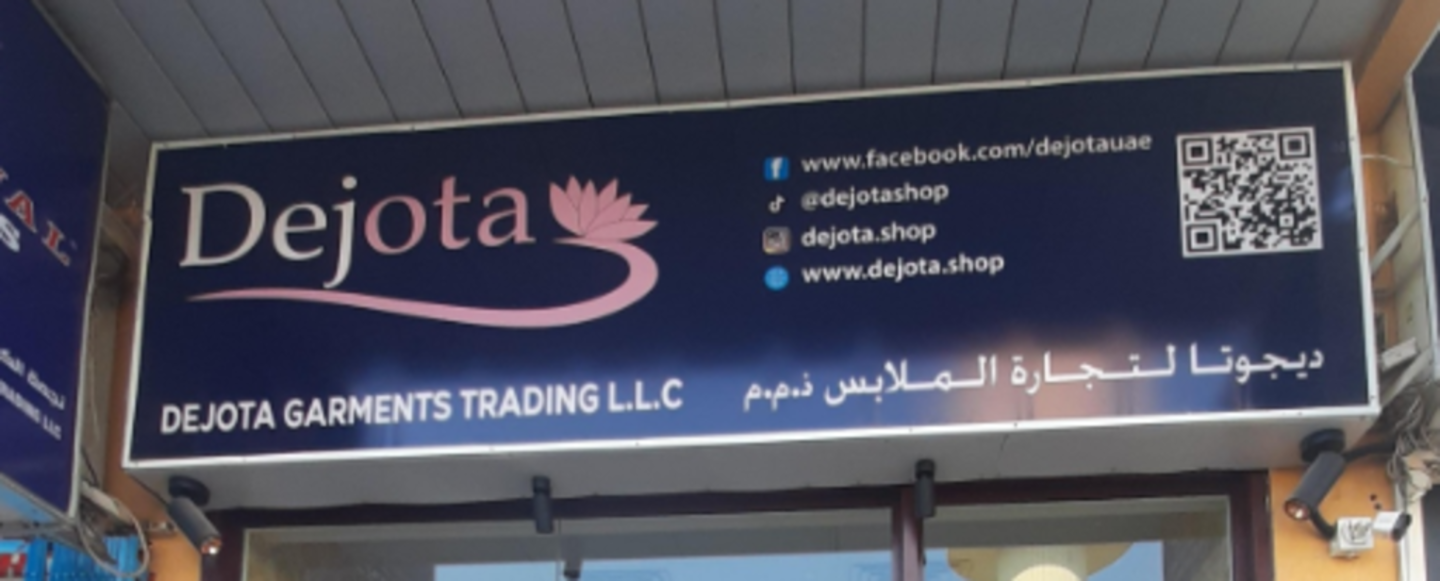 Dejota
www.facebook.com/dejotauae
@dejotashop
dejota.shop
www.dejota.shop
DEJOTA GARMENTS TRADING L.L.C
ديجوتا لتجارة الملابس ذ.م.م